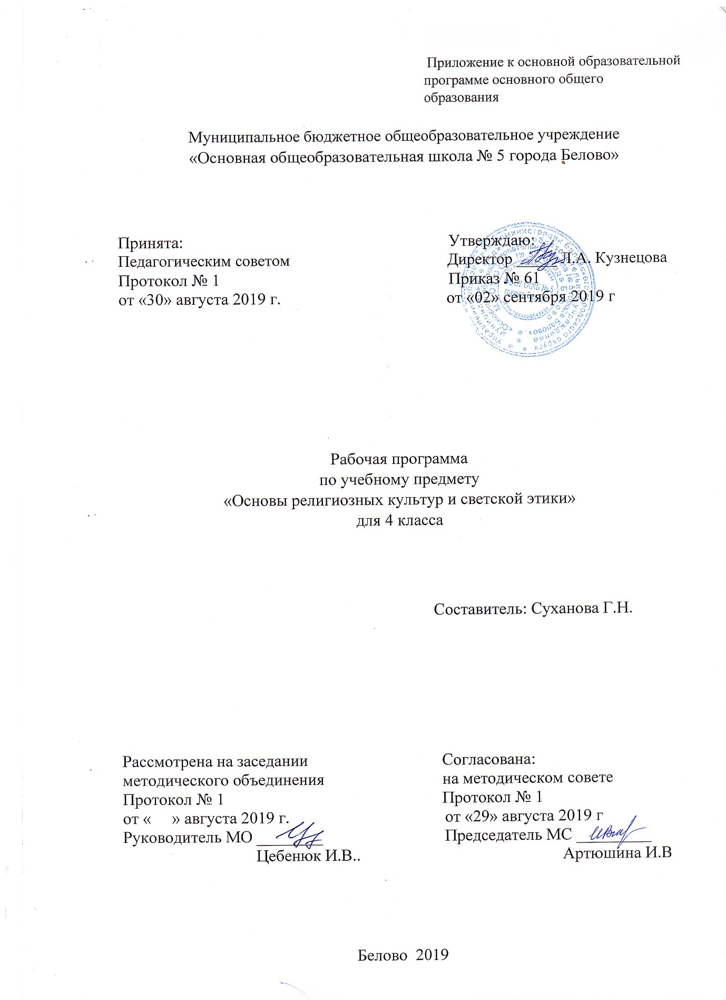 Приложение к основной образовательной
программе основного общего
образования
Муниципальное бюджетное общеобразовательное учреждение
«Основная общеобразовательная школа № 5 города Белово»
Принята:
Педагогическим советом
Протокол № 1
от «30» августа 2019 г.
Утверждаю:
Директор _____ Л.А. Кузнецова
Приказ № 61
от «02» сентября 2019 г
Рабочая программа
по учебному предмету
«Основы религиозных культур и светской этики»
для 4 класса
Составитель: Суханова Г.Н.
Рассмотрена на заседании
методического объединения
Протокол № 1
от « » августа 2019 г.
Руководитель МО ________
Цебенюк И.В..
Согласована:
на методическом совете
Протокол № 1
от «29» августа 2019 г
Председатель МС _________
Артюшина И.В
Белово 2019